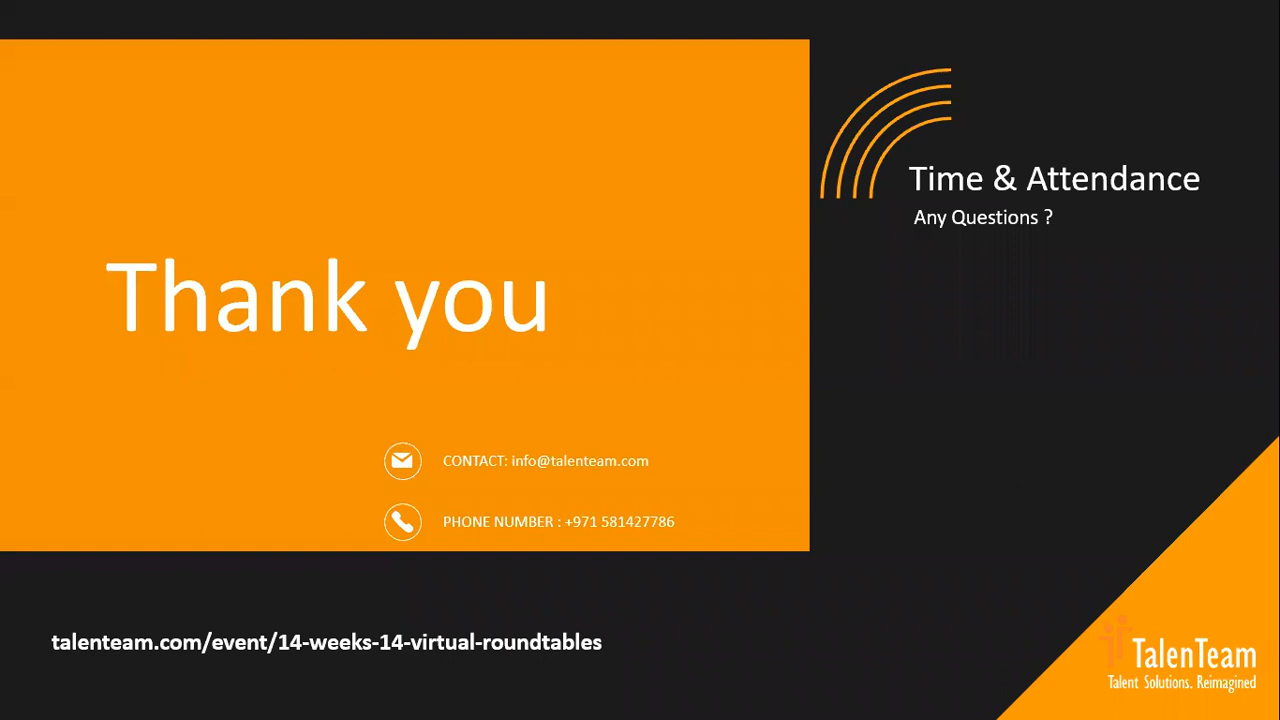 Time & Attendance
Any Questions ?
Thank you
CONTACT: info@talenteam.com
PHONE NUMBER : +971 581427786
talenteam.com/event/14-weeks-14-virtual-roundtables
TalenTeam
Talent Solutions. Reimagined